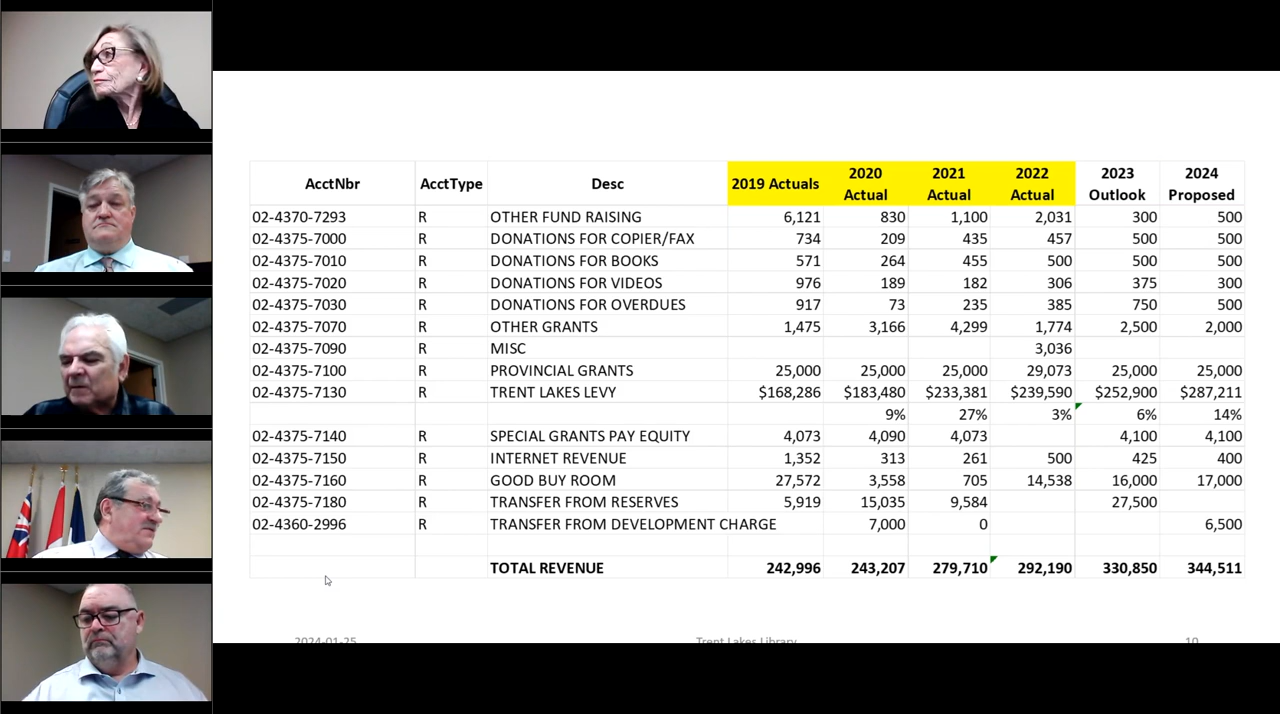 AcctNbr AcctType Desc 2019 Actuals 2020 Actual 2021 Actual 2022 Actual 2023 Outlook 2024 Proposed
02-4370-7293 R OTHER FUND RAISING 6,121 830 1,100 2,031 300 500
02-4375-7000 R DONATIONS FOR COPIER/FAX 734 209 435 457 500 500
02-4375-7010 R DONATIONS FOR BOOKS 571 264 455 500 500 500
02-4375-7020 R DONATIONS FOR VIDEOS 976 189 182 306 375 300
02-4375-7030 R DONATIONS FOR OVERDUES 917 73 235 385 750 500
02-4375-7070 R OTHER GRANTS 1,475 3,166 4,299 1,774 2,500 2,000
02-4375-7090 R MISC 3,036
02-4375-7100 R PROVINCIAL GRANTS 25,000 25,000 25,000 29,073 25,000 25,000
02-4375-7130 R TRENT LAKES LEVY $168,286 $183,480 $233,381 $239,590 $252,900 $287,211
9% 27% 3% 6% 14%
02-4375-7140 R SPECIAL GRANTS PAY EQUITY 4,073 4,090 4,073 4,100 4,100
02-4375-7150 R INTERNET REVENUE 1,352 313 261 500 425 400
02-4375-7160 R GOOD BUY ROOM 27,572 3,558 705 14,538 16,000 17,000
02-4375-7180 R TRANSFER FROM RESERVES 5,919 15,035 9,584 27,500
02-4360-2996 R TRANSFER FROM DEVELOPMENT CHARGE 7,000 0 6,500
TOTAL REVENUE 242,996 243,207 279,710 292,190 330,850 344,511
2024-01-25 Trent Lakes Library 10